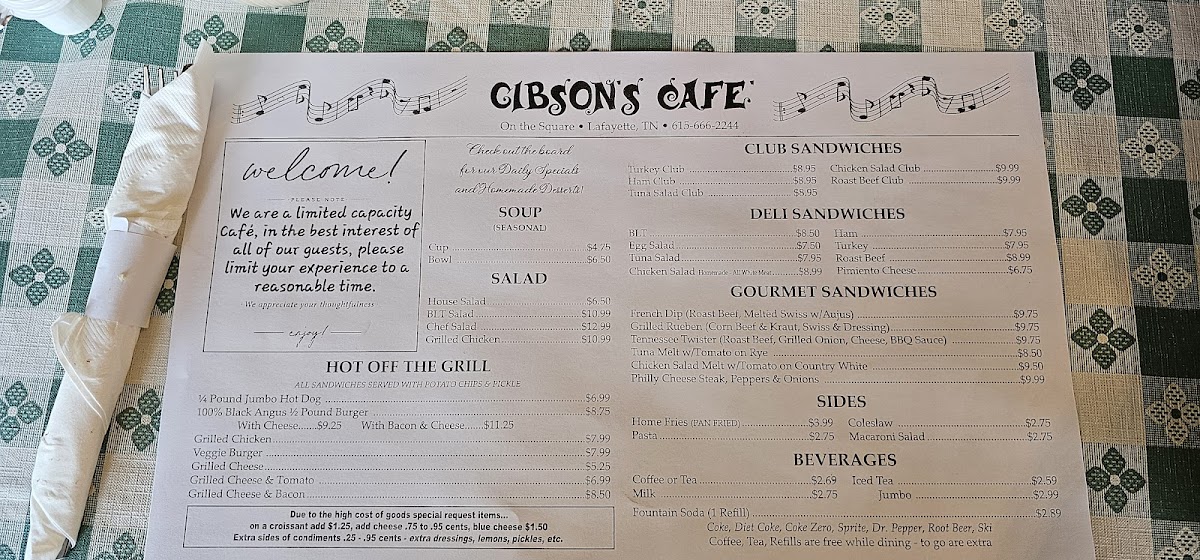 GIBSON'S CAFE'
On the Square • Lafayette, TN • 615-666-2244
welcome!
PLEASE NOTE
We are a limited capacity
Café, in the best interest of
all of our guests, please
limit your experience to a
reasonable time.
We appreciate your thoughtfulness
enjoy!
Check out the board
for our Daily Specials
and Homemade Desserts!
SOUP
(SEASONAL)
Cup $4.75
Bowl $6.50
SALAD
House Salad $6.50
BLT Salad $10.99
Chef Salad $12.99
Grilled Chicken $10.99
HOT OFF THE GRILL
ALL SANDWICHES SERVED WITH POTATO CHIPS & PICKLE
¼ Pound Jumbo Hot Dog $6.99
100% Black Angus ½ Pound Burger $8.75
With Cheese......$9.25 With Bacon & Cheese......$11.25
Grilled Chicken $7.99
Veggie Burger $7.99
Grilled Cheese $5.25
Grilled Cheese & Tomato $6.99
Grilled Cheese & Bacon $8.50
Due to the high cost of goods special request items...
on a croissant add $1.25, add cheese .75 to .95 cents, blue cheese $1.50
Extra sides of condiments .25 - .95 cents - extra dressings, lemons, pickles, etc.
CLUB SANDWICHES
Turkey Club $8.95 Chicken Salad Club $9.99
Ham Club $8.95 Roast Beef Club $9.99
Tuna Salad Club $8.95
DELI SANDWICHES
BLT $8.50 Ham $7.95
Egg Salad $7.50 Turkey $7.95
Tuna Salad $7.95 Roast Beef $8.99
Chicken Salad Homemade - All White Meat $8.99 Pimiento Cheese $6.75
GOURMET SANDWICHES
French Dip (Roast Beef, Melted Swiss w/Aujus) $9.75
Grilled Rueben (Corn Beef & Kraut, Swiss & Dressing) $9.75
Tennessee Twister (Roast Beef, Grilled Onion, Cheese, BBQ Sauce) $9.75
Tuna Melt w/Tomato on Rye $8.50
Chicken Salad Melt w/Tomato on Country White $9.50
Philly Cheese Steak, Peppers & Onions $9.99
SIDES
Home Fries (PAN FRIED) $3.99 Coleslaw $2.75
Pasta $2.75 Macaroni Salad $2.75
BEVERAGES
Coffee or Tea $2.69 Iced Tea $2.59
Milk $2.75 Jumbo $2.99
Fountain Soda (1 Refill) $2.89
Coke, Diet Coke, Coke Zero, Sprite, Dr. Pepper, Root Beer, Ski
Coffee, Tea, Refills are free while dining - to go are extra